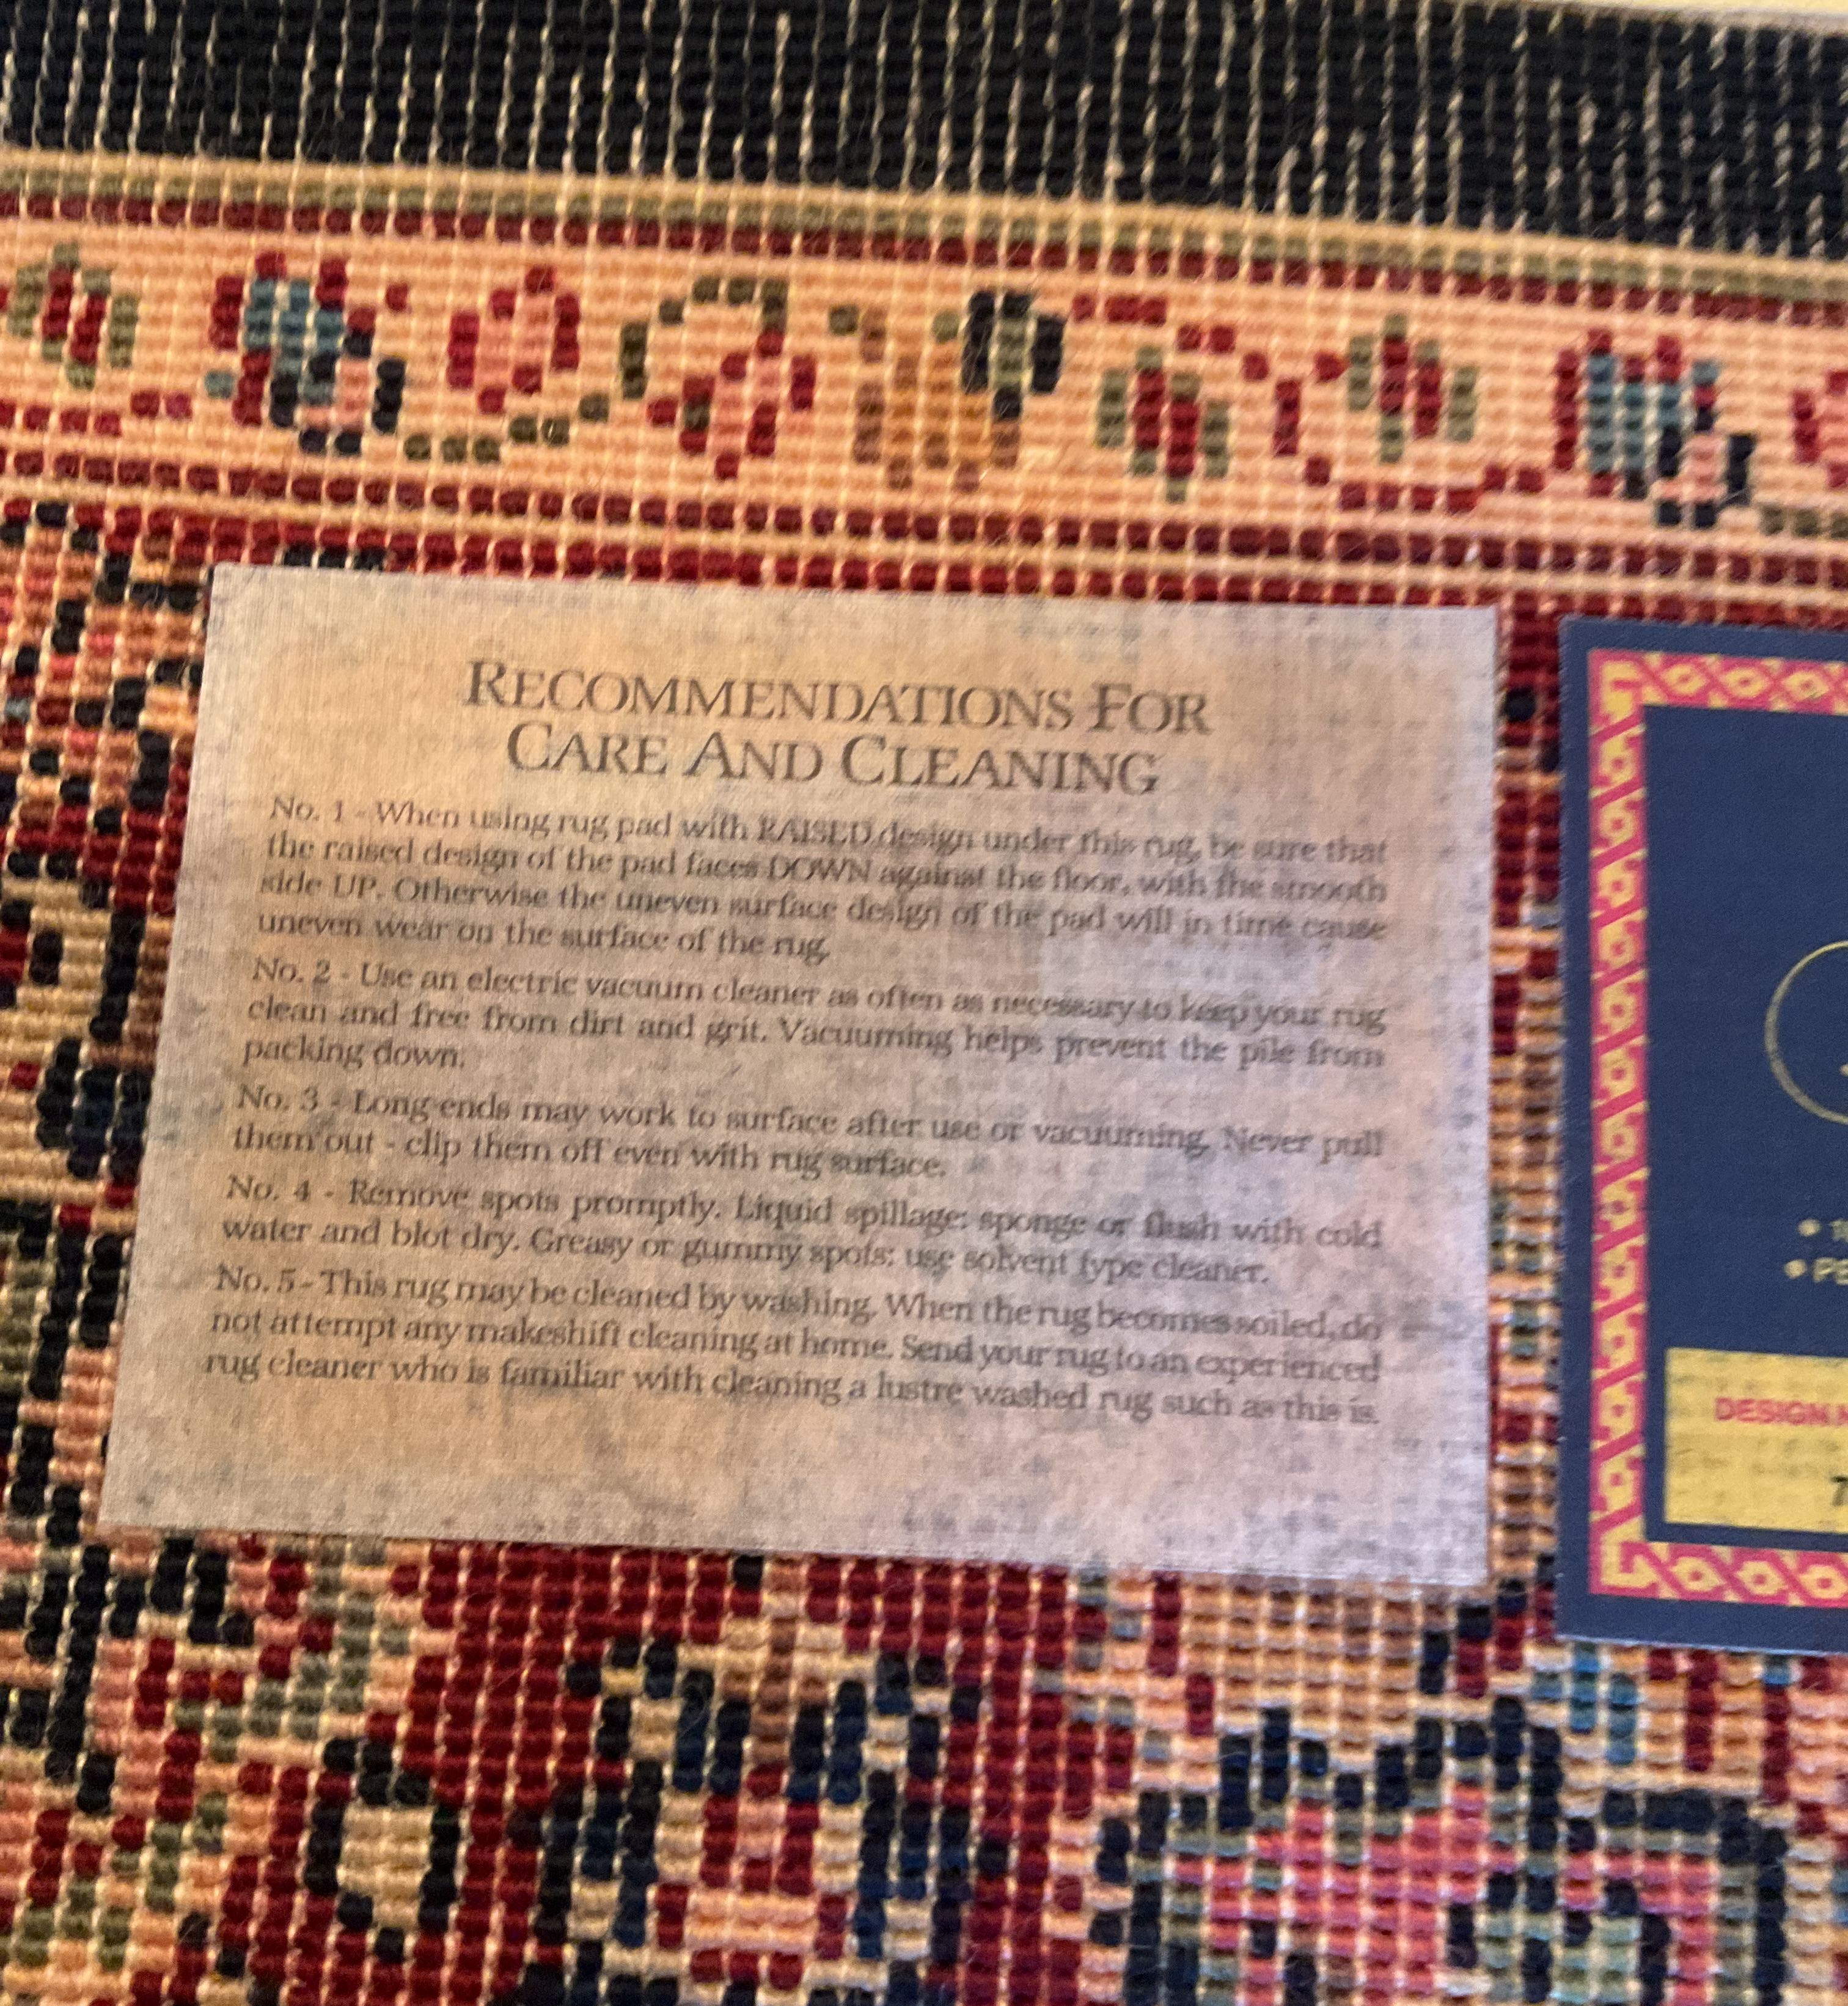 RECOMMENDATIONS FOR
CARE AND CLEANING
No. 1 - When using rug pad with RAISED design under this rug, be sure that
the raised design of the pad faces DOWN against the floor, with the smooth
side UP. Otherwise the uneven surface design of the pad will in time cause
uneven wear on the surface of the rug.
No. 2 - Use an electric vacuum cleaner as often as necessary to keep your rug
clean and free from dirt and grit. Vacuuming helps prevent the pile from
packing down.
No. 3 - Long ends may work to surface after use or vacuuming. Never pull
them out - clip them off even with rug surface.
No. 4 - Remove spots promptly. Liquid spillage: sponge or flush with cold
water and blot dry. Greasy or gummy spots: use solvent type cleaner.
No. 5 - This rug may be cleaned by washing. When the rug becomes soiled, do
not attempt any makeshift cleaning at home. Send your rug to an experienced
rug cleaner who is familiar with cleaning a lustre washed rug such as this is.
DESIGN